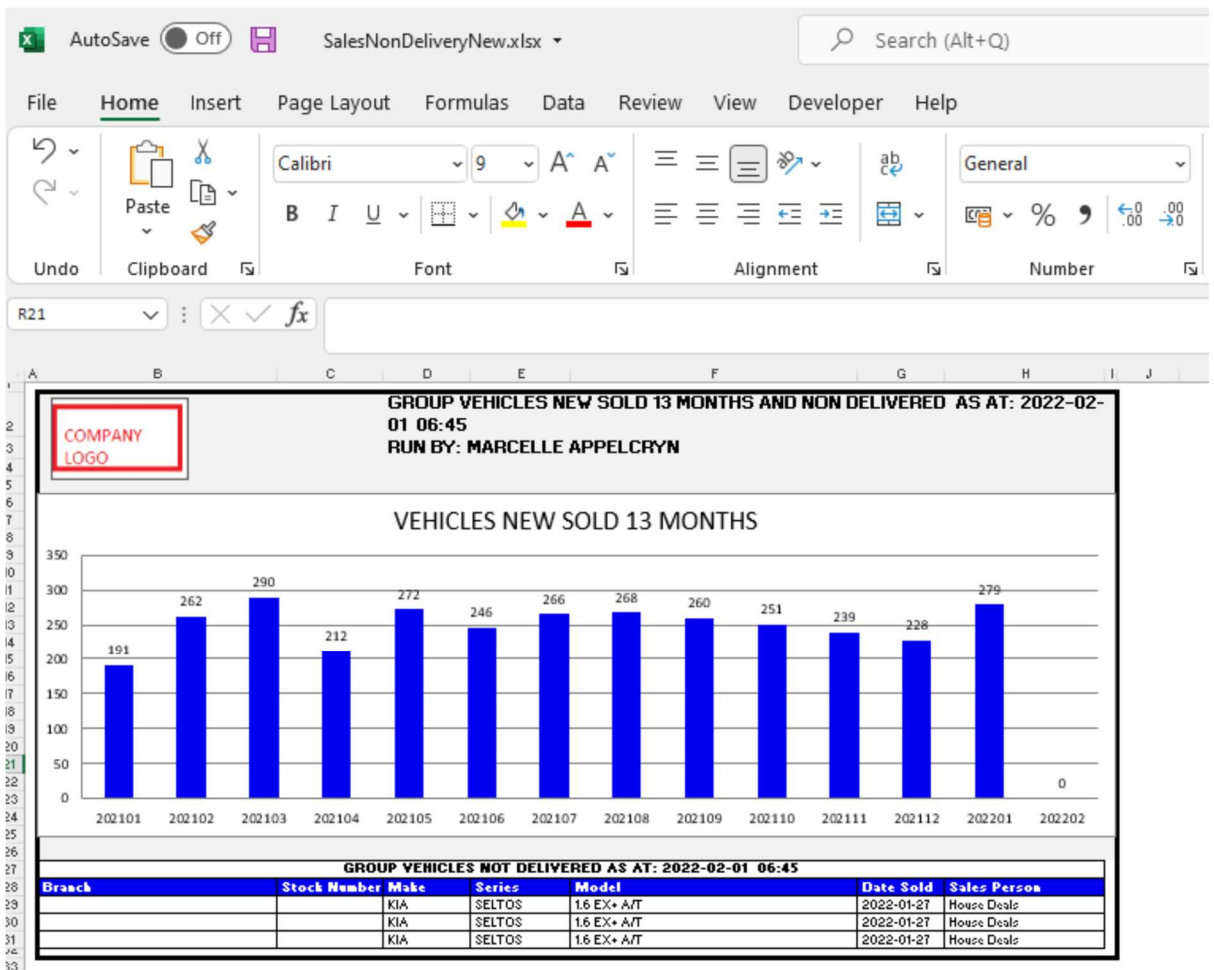 AutoSave Off SalesNonDeliveryNew.xlsx Search (Alt+Q)
File Home Insert Page Layout Formulas Data Review View Developer Help
Calibri 9 A^ A˅ ab General
Paste B I U A % 9 .00 .00
Undo Clipboard Font Alignment Number
R21 fx
A B C D E F G H I J
COMPANY
LOGO
GROUP VEHICLES NEW SOLD 13 MONTHS AND NON DELIVERED AS AT: 2022-02-
01 06:45
RUN BY: MARCELLE APPELCRYN
VEHICLES NEW SOLD 13 MONTHS
350
300
250
200
150
100
50
0
191 262 290 212 272 246 266 268 260 251 239 228 279 0
202101 202102 202103 202104 202105 202106 202107 202108 202109 202110 202111 202112 202201 202202
GROUP VEHICLES NOT DELIVERED AS AT: 2022-02-01 06:45
Branch Stock Number Make Series Model Date Sold Sales Person
KIA SELTOS 1.6 EX+ A/T 2022-01-27 House Deals
KIA SELTOS 1.6 EX+ A/T 2022-01-27 House Deals
KIA SELTOS 1.6 EX+ A/T 2022-01-27 House Deals